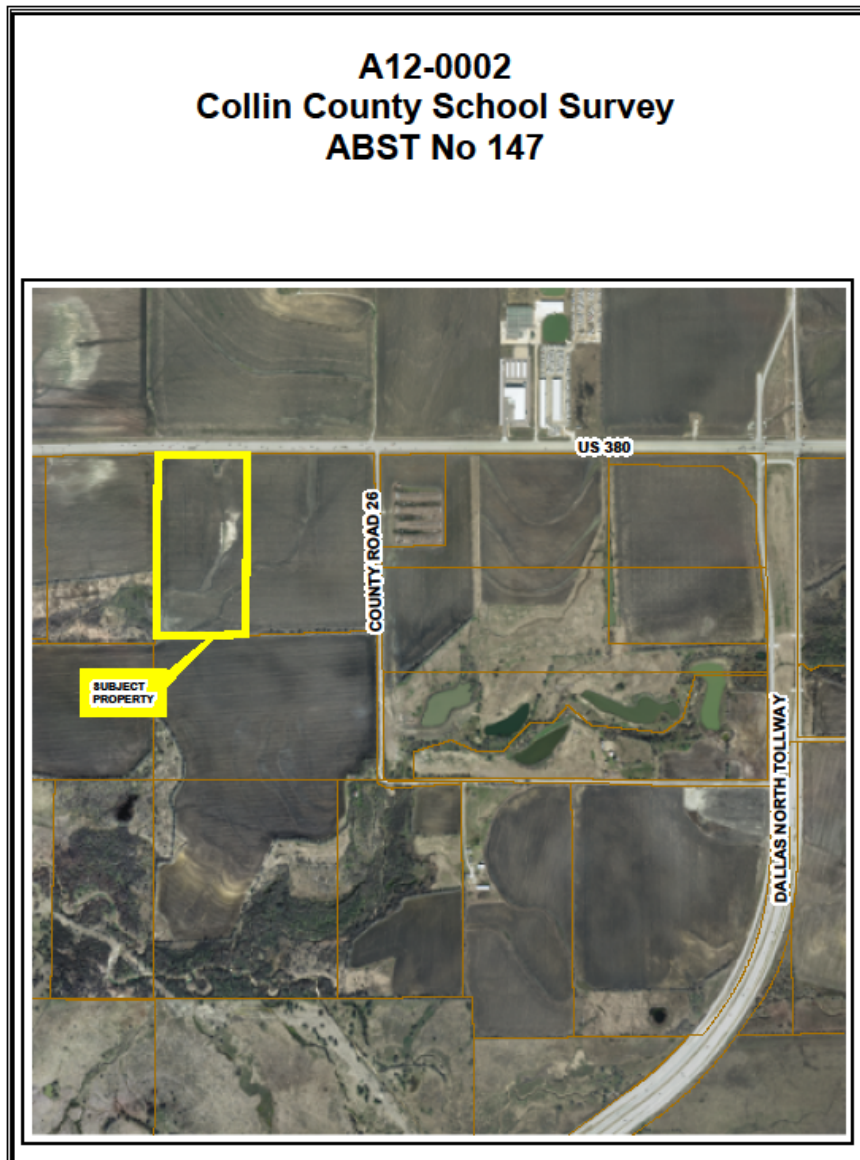 A12-0002
Collin County School Survey
ABST No 147
US 380
COUNTY ROAD 26
SUBJECT
PROPERTY
DALLAS NORTH TOLLWAY